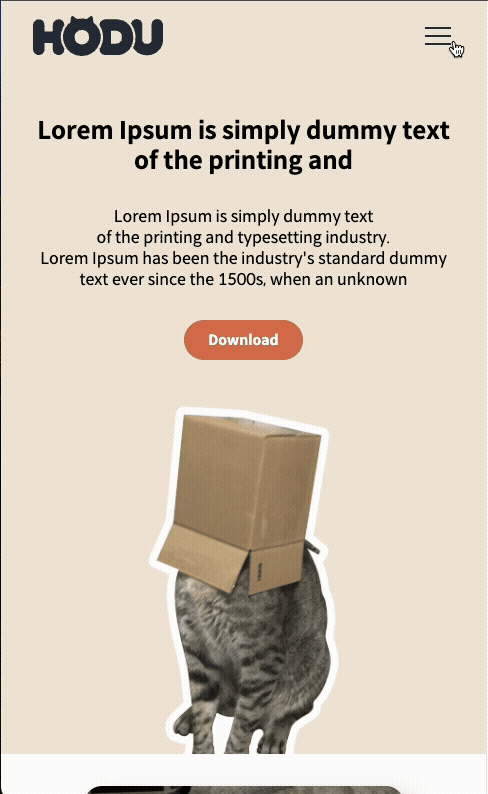 HODU
Lorem Ipsum is simply dummy text
of the printing and
Lorem Ipsum is simply dummy text
of the printing and typesetting industry.
Lorem Ipsum has been the industry's standard dummy
text ever since the 1500s, when an unknown
Download